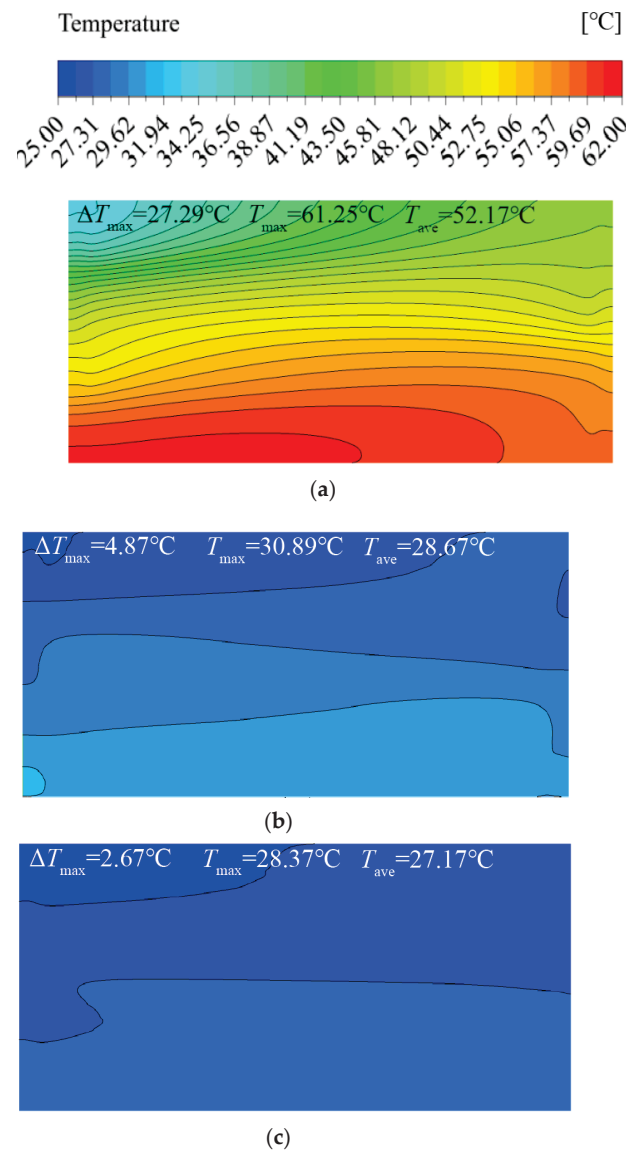 Temperature [°C]
25.00 27.31 29.62 31.94 34.25 36.56 38.87 41.19 43.50 45.81 48.12 50.44 52.75 55.06 57.37 59.69 62.00
ΔTmax=27.29°C Tmax=61.25°C Tave=52.17°C
(a)
ΔTmax=4.87°C Tmax=30.89°C Tave=28.67°C
(b)
ΔTmax=2.67°C Tmax=28.37°C Tave=27.17°C
(c)